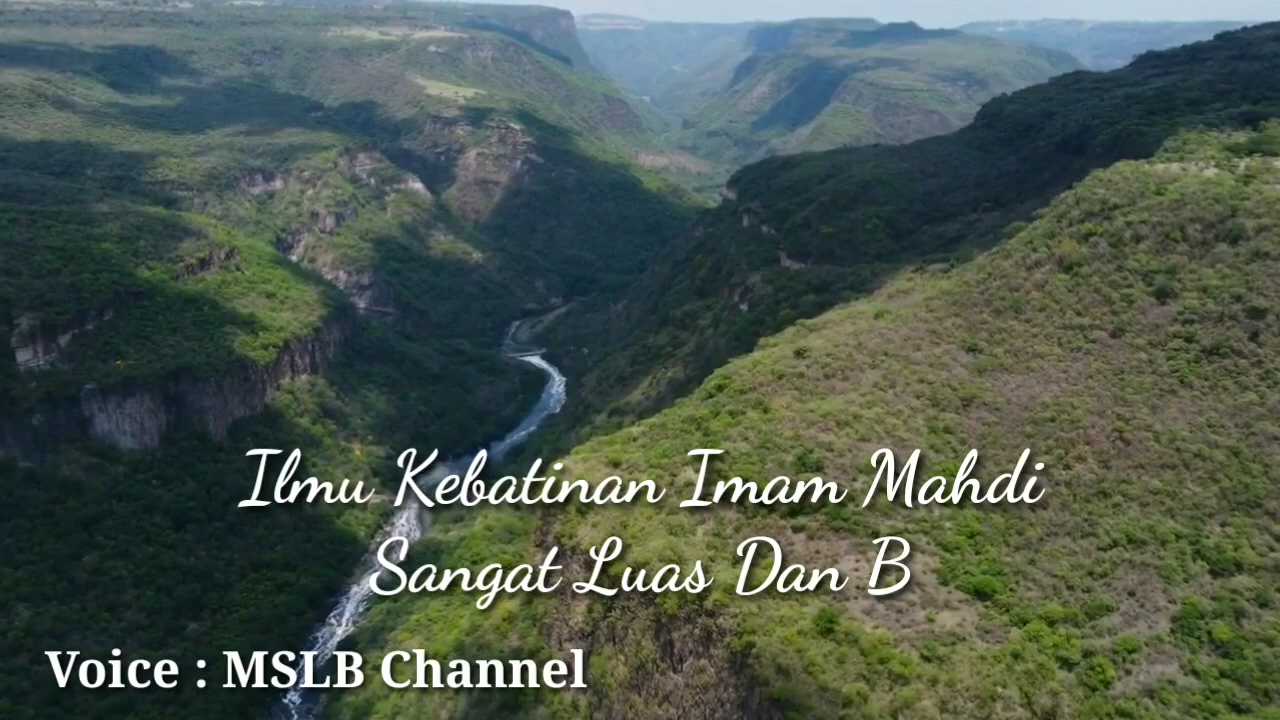 Ilmu Kebatinan Imam Mahdi
Sangat Luas Dan B
Voice : MSLB Channel